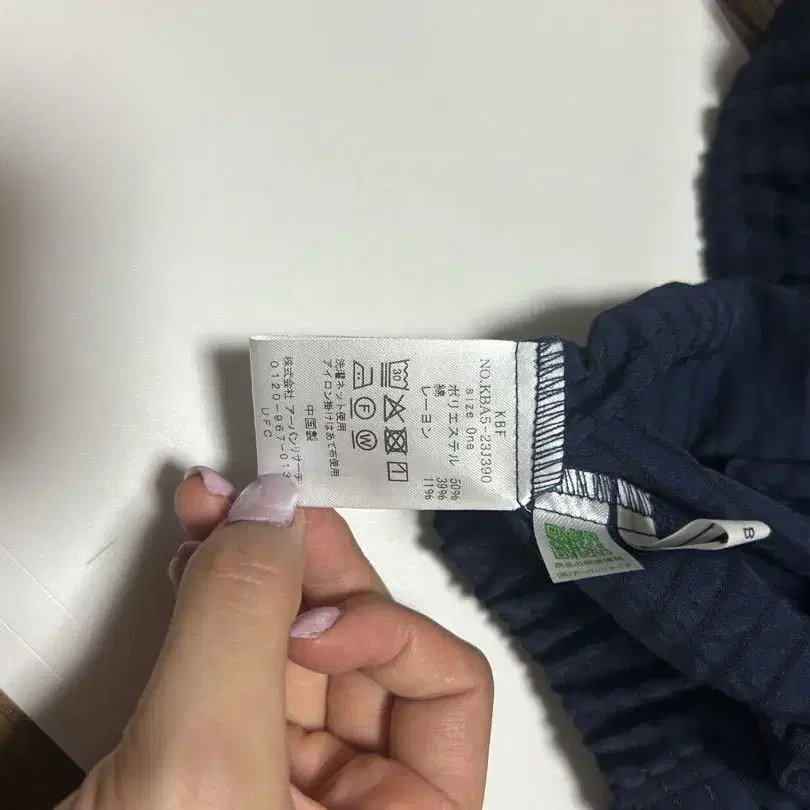 KBF
NO.KBA5-23J390
size One
ポリエステル 50%
綿 39%
レーヨン 11%
30
F W
洗濯ネット使用
アイロン掛けはあて布使用
中国製
株式会社 アーバンリサーチ
0120-967-01
UFC
B